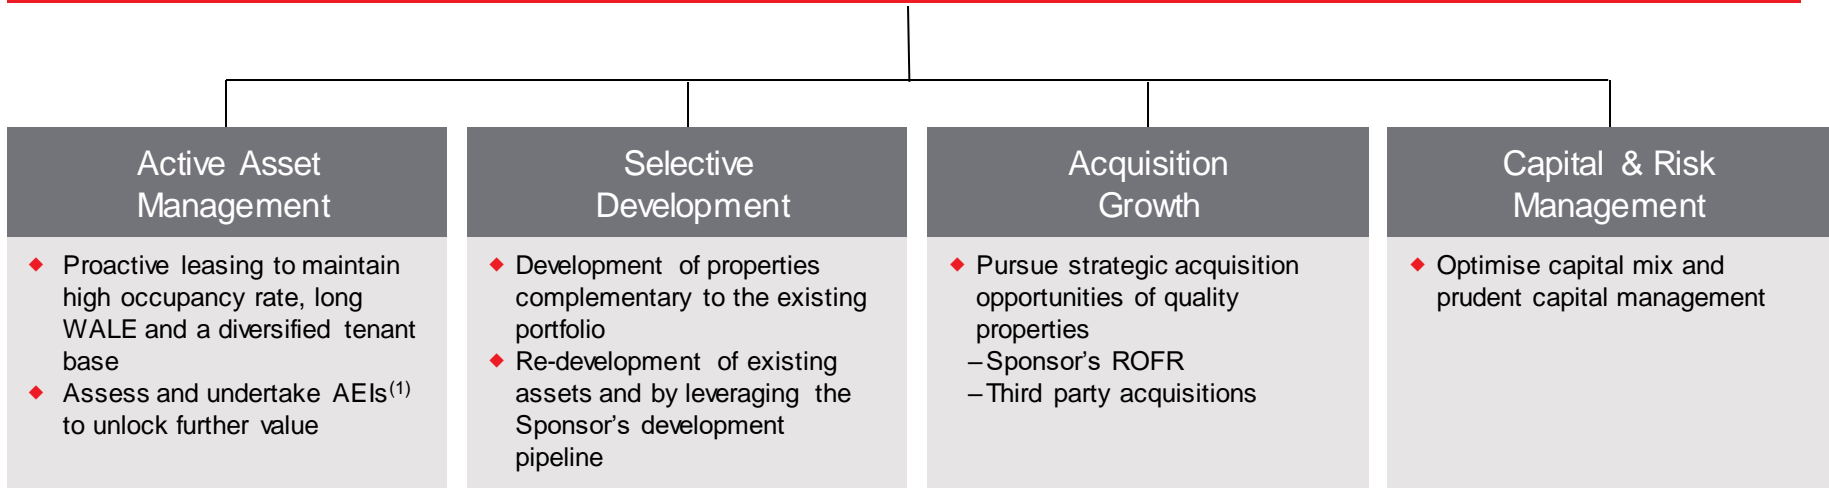 Active Asset
Management
◆ Proactive leasing to maintain
high occupancy rate, long
WALE and a diversified tenant
base
◆ Assess and undertake AEIs(1)
to unlock further value
Selective
Development
◆ Development of properties
complementary to the existing
portfolio
◆ Re-development of existing
assets and by leveraging the
Sponsor’s development
pipeline
Acquisition
Growth
◆ Pursue strategic acquisition
opportunities of quality
properties
–Sponsor’s ROFR
–Third party acquisitions
Capital & Risk
Management
◆ Optimise capital mix and
prudent capital management